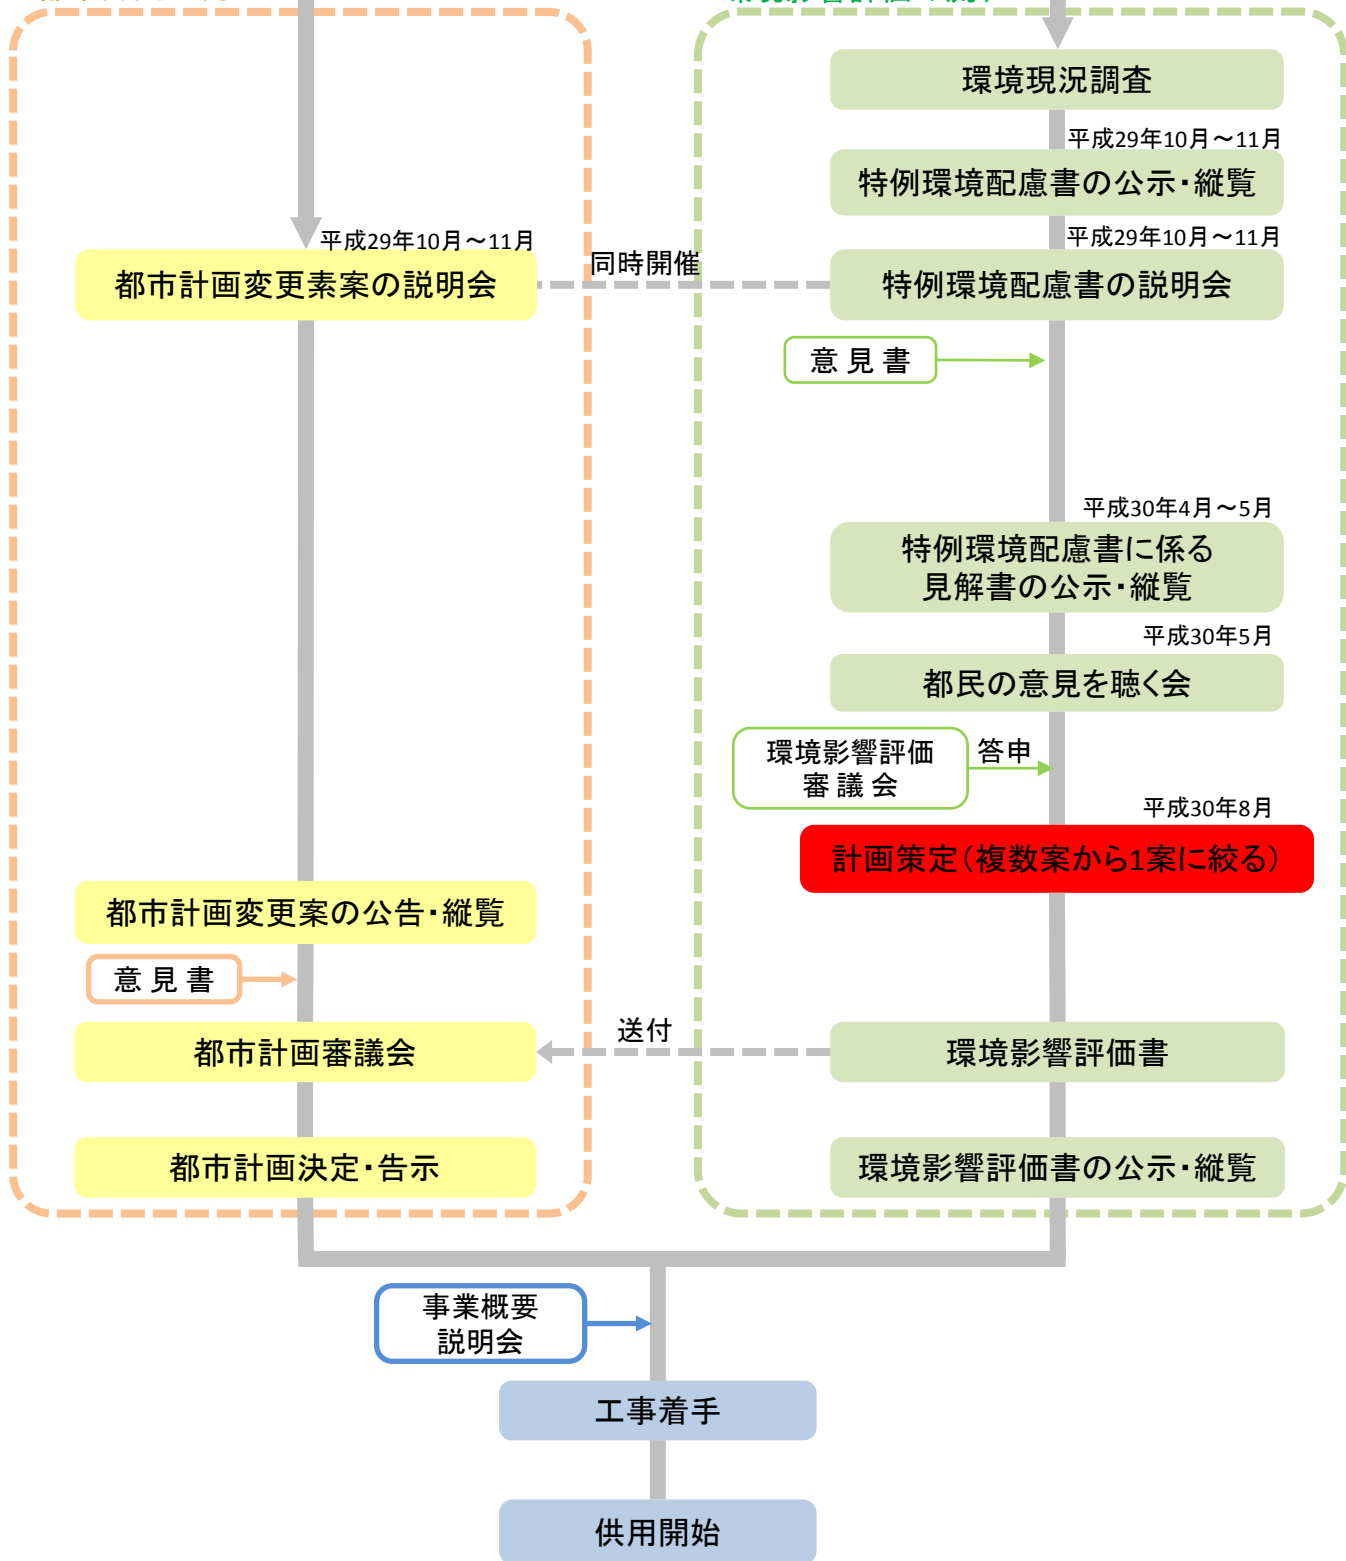 環境現況調査
平成29年10月～11月
特例環境配慮書の公示・縦覧
平成29年10月～11月
都市計画変更素案の説明会
同時開催
平成29年10月～11月
特例環境配慮書の説明会
意見書
平成30年4月～5月
特例環境配慮書に係る
見解書の公示・縦覧
平成30年5月
都民の意見を聴く会
環境影響評価
審議会
答申
平成30年8月
計画策定（複数案から1案に絞る）
都市計画変更案の公告・縦覧
意見書
都市計画審議会
送付
環境影響評価書
都市計画決定・告示
環境影響評価書の公示・縦覧
事業概要
説明会
工事着手
供用開始